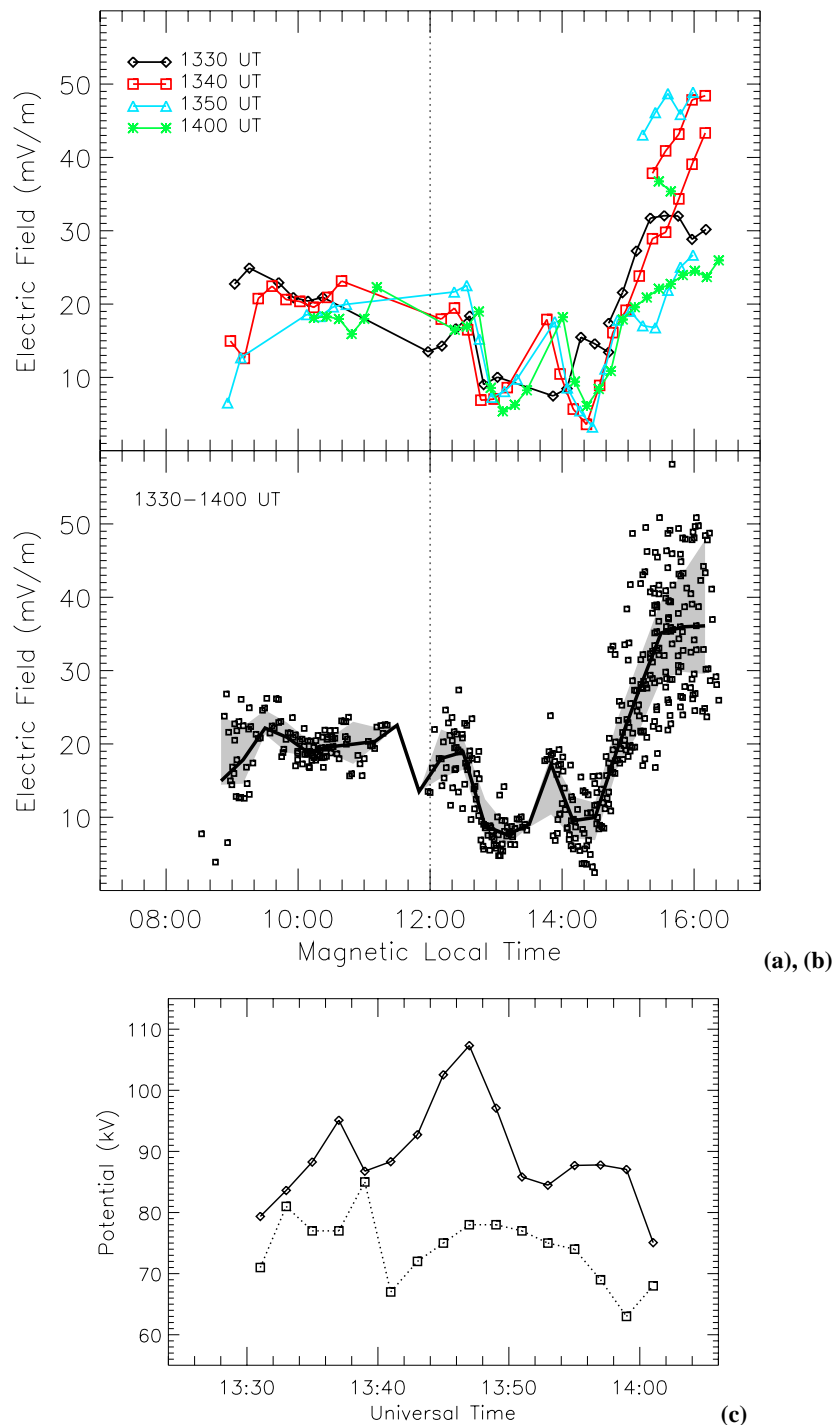 1330 UT
1340 UT
1350 UT
1400 UT
50
40
30
20
10
Electric Field (mV/m)
1330-1400 UT
50
40
30
20
10
Electric Field (mV/m)
08:00 10:00 12:00 14:00 16:00
Magnetic Local Time
(a), (b)
110
100
90
80
70
60
Potential (kV)
13:30 13:40 13:50 14:00
Universal Time
(c)